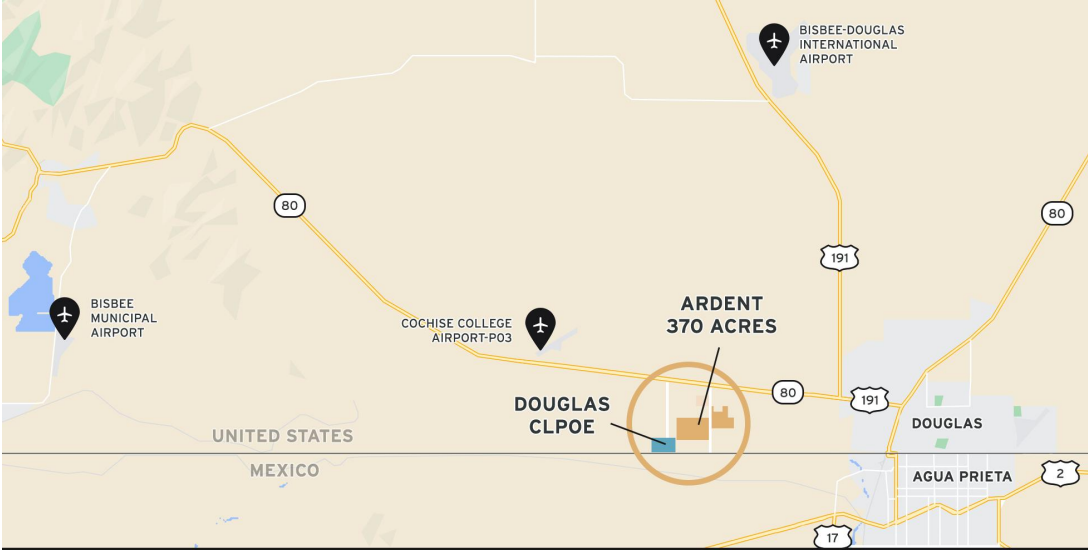 BISBEE-DOUGLAS
INTERNATIONAL
AIRPORT
80
80
191
BISBEE
MUNICIPAL
AIRPORT
COCHISE COLLEGE
AIRPORT-P03
ARDENT
370 ACRES
80
191
DOUGLAS
CLPOE
DOUGLAS
UNITED STATES
MEXICO
AGUA PRIETA
2
17